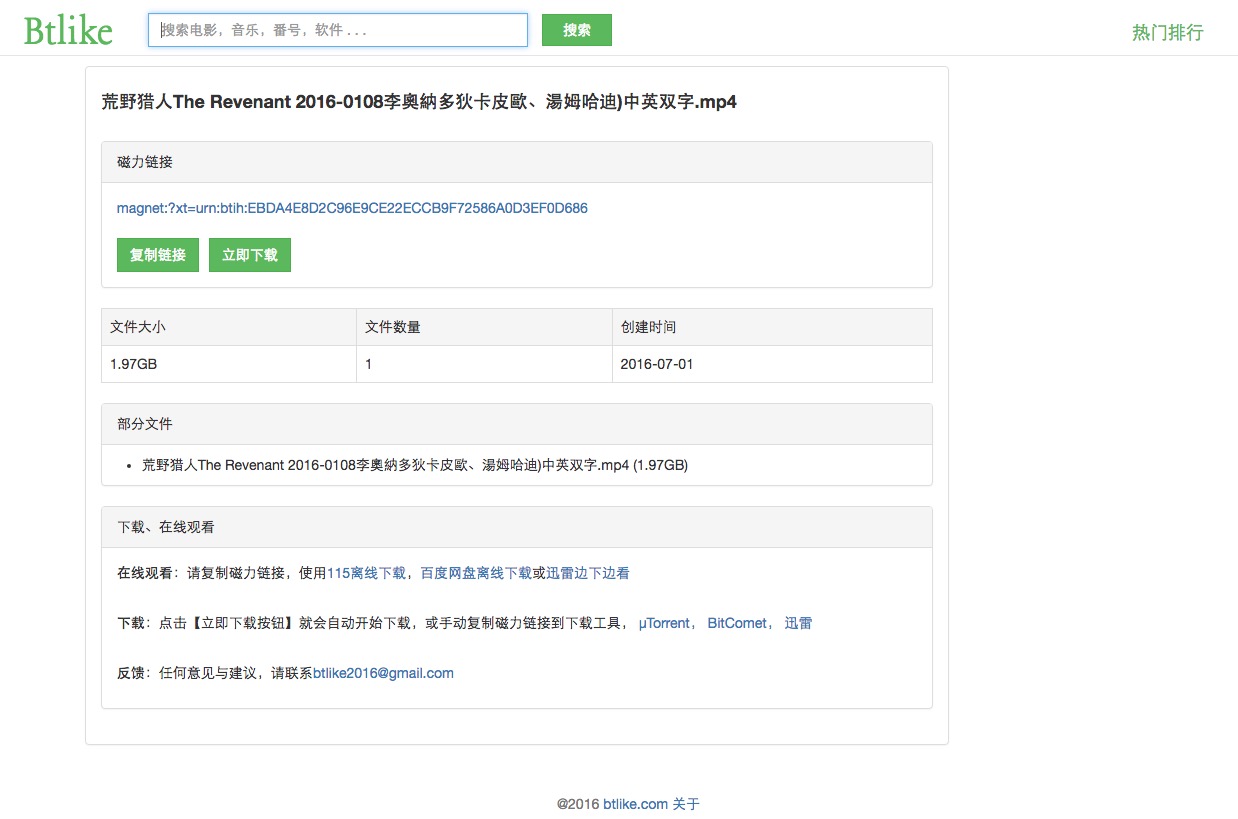 Btlike
搜索电影，音乐，番号，软件 . . .
搜索
热门排行
荒野猎人The Revenant 2016-0108李奧納多狄卡皮歐、湯姆哈迪)中英双字.mp4
磁力链接
magnet:?xt=urn:btih:EBDA4E8D2C96E9CE22ECCB9F72586A0D3EF0D686
复制链接 立即下载
文件大小 文件数量 创建时间
1.97GB 1 2016-07-01
部分文件
• 荒野猎人The Revenant 2016-0108李奧納多狄卡皮歐、湯姆哈迪)中英双字.mp4 (1.97GB)
下载、在线观看
在线观看：请复制磁力链接，使用115离线下载，百度网盘离线下载或迅雷边下边看
下载：点击【立即下载按钮】就会自动开始下载，或手动复制磁力链接到下载工具， µTorrent， BitComet， 迅雷
反馈：任何意见与建议，请联系btlike2016@gmail.com
@2016 btlike.com 关于